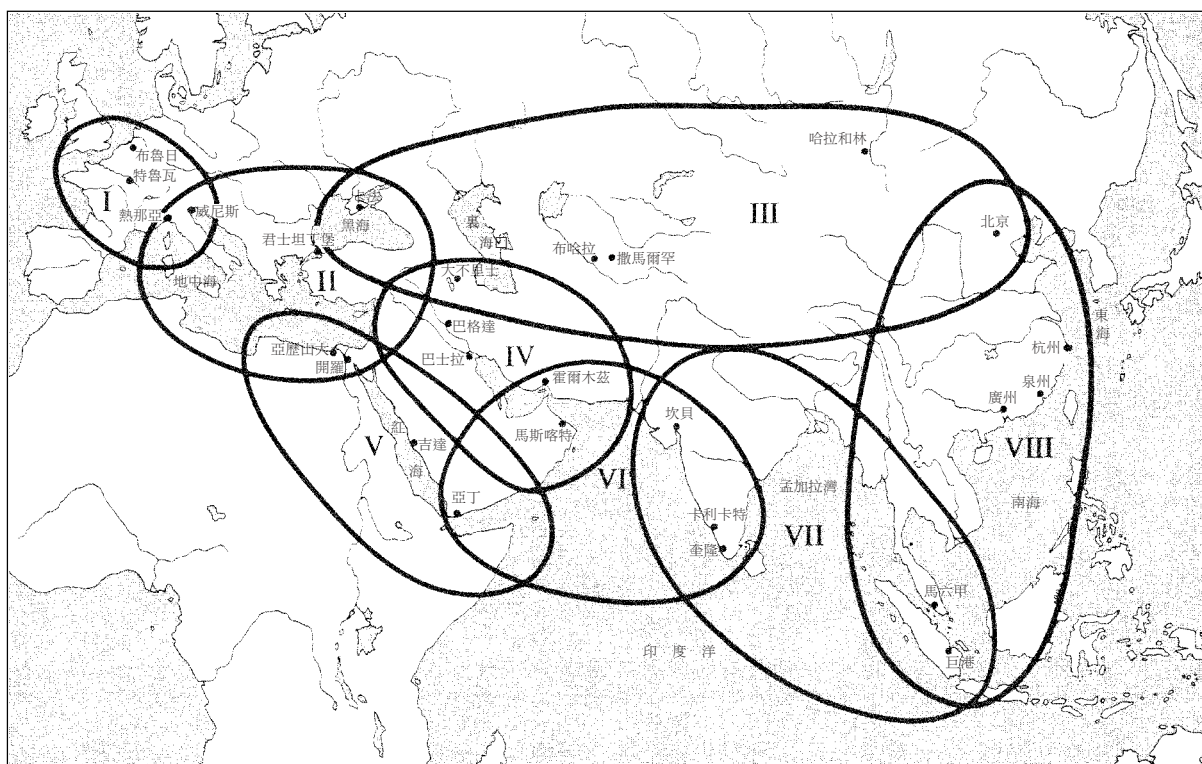 哈拉和林
布魯日
特魯瓦
I
熱那亞
威尼斯
卡法
黑海
君士坦丁堡
地中海
II
裏
海
III
北京
布哈拉
撒馬爾罕
大不里士
巴格達
巴士拉
IV
亞歷山大
開羅
霍爾木茲
馬斯喀特
坎貝
東
海
杭州
泉州
廣州
VIII
南海
V
紅
海
吉達
亞丁
VI
孟加拉灣
VII
卡利卡特
奎隆
馬六甲
巨港
印度洋